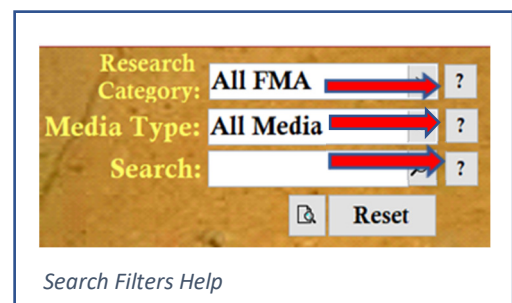 Research
Category: All FMA ?
Media Type: All Media ?
Search: ?
Reset
Search Filters Help